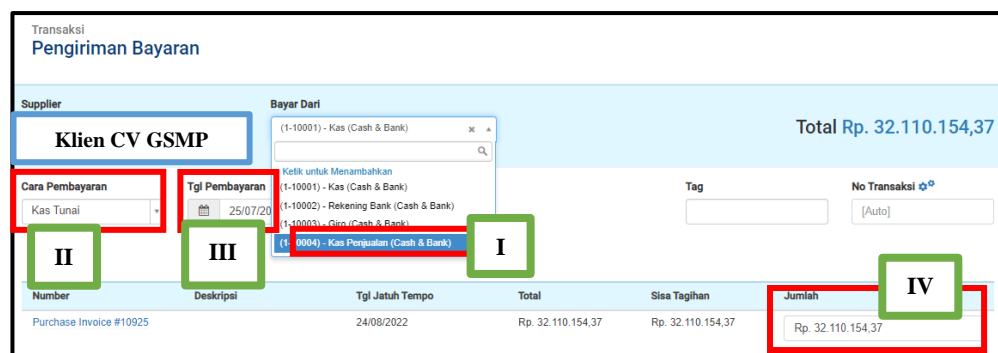 Transaksi
Pengiriman Bayaran
Supplier
Bayar Dari
Klien CV GSMP
(1-10001) - Kas (Cash & Bank)
Total Rp. 32.110.154,37
Ketik untuk Menambahkan
(1-10001) - Kas (Cash & Bank)
(1-10002) - Rekening Bank (Cash & Bank)
(1-10003) - Giro (Cash & Bank)
(1-10004) - Kas Penjualan (Cash & Bank)
Cara Pembayaran
Tgl Pembayaran
Tag
No Transaksi
Kas Tunai
25/07/20
[Auto]
I
II
III
IV
Number Deskripsi Tgl Jatuh Tempo Total Sisa Tagihan Jumlah
Purchase Invoice #10925 24/08/2022 Rp. 32.110.154,37 Rp. 32.110.154,37 Rp. 32.110.154,37